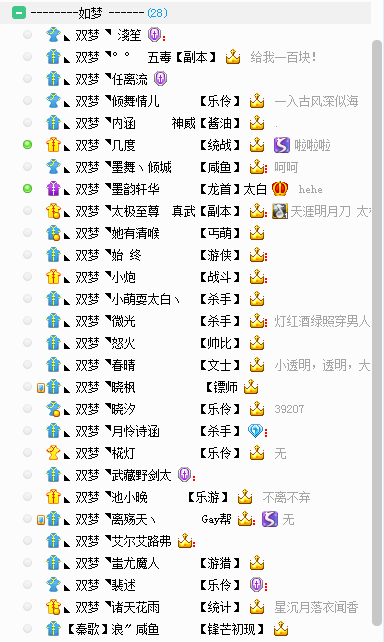 --------如梦 ------(28)
◣ 双梦 ◥ 淺笙
◣ 双梦 ◥°° 五毒【副本】 给我一百块!
◣ 双梦 ◥任离流
◣ 双梦 ◥倾舞情儿 【乐伶】 一入古风深似海
◣ 双梦 ◥内涵 神威【酱油】 .
◣ 双梦 ◥几度 【绕战】 啦啦啦
◣ 双梦 ◥墨舞丶倾城 【咸鱼】 呵呵
◣ 双梦 ◥墨韵轩华 【龙首】太白 hehe
◣ 双梦 ◥太极至尊 真武【副本】 天涯明月刀 太
◣ 双梦 ◥她有清喉 【丐萌】
◣ 双梦 ◥始 终 【游侠】
◣ 双梦 ◥小炮 【战斗】
◣ 双梦 ◥小萌耍太白丶 【杀手】
◣ 双梦 ◥微光 【杀手】 灯红酒绿照穿男人
◣ 双梦 ◥怒火 【帅比】
◣ 双梦 ◥春晴 【文士】 小透明，透明，大
◣ 双梦 ◥晓枫 【镖师】
◣ 双梦 ◥晓汐 【乐伶】 39207
◣ 双梦 ◥月怜诗涵 【杀手】
◣ 双梦 ◥椛灯 【乐伶】 无
◣ 双梦 ◥武藏野剑太
◣ 双梦 ◥池小晚 【乐游】 不离不弃
◣ 双梦 ◥离殇天丶 Gay帮 无
◣ 双梦 ◥艾尔艾路弗
◣ 双梦 ◥蚩尤魔人 【游猎】
◣ 双梦 ◥裴述 【乐伶】
◣ 双梦 ◥诸天花雨 【统计】 星沉月落衣闻香
【秦歌】浪〃咸鱼 【锋芒初现】